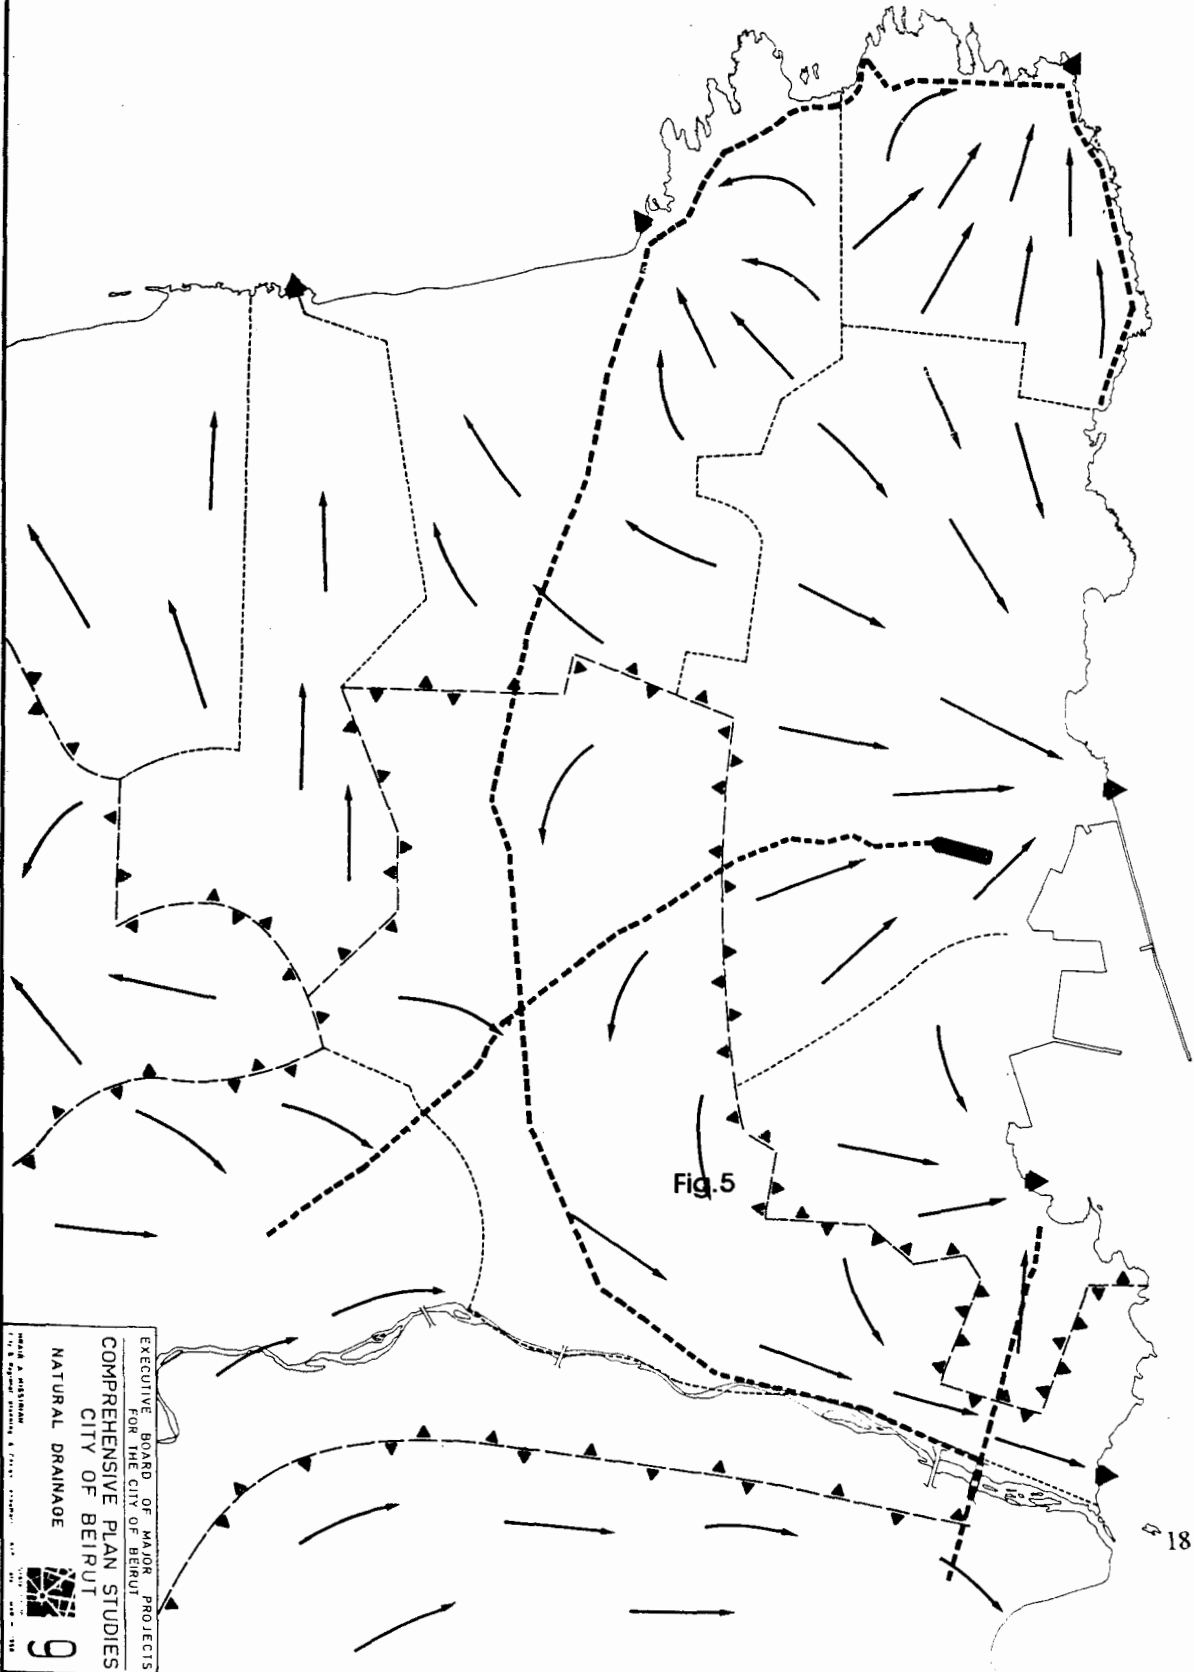 Fig.5
18
EXECUTIVE BOARD OF MAJOR PROJECTS
FOR THE CITY OF BEIRUT
COMPREHENSIVE PLAN STUDIES
CITY OF BEIRUT
NATURAL DRAINAGE
9